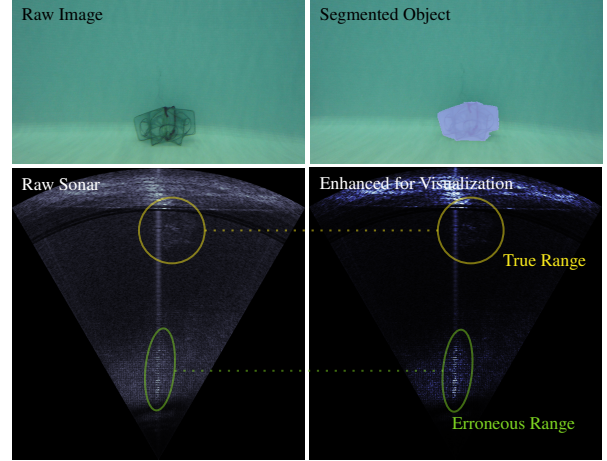 Raw Image
Segmented Object
Raw Sonar
Enhanced for Visualization
True Range
Erroneous Range